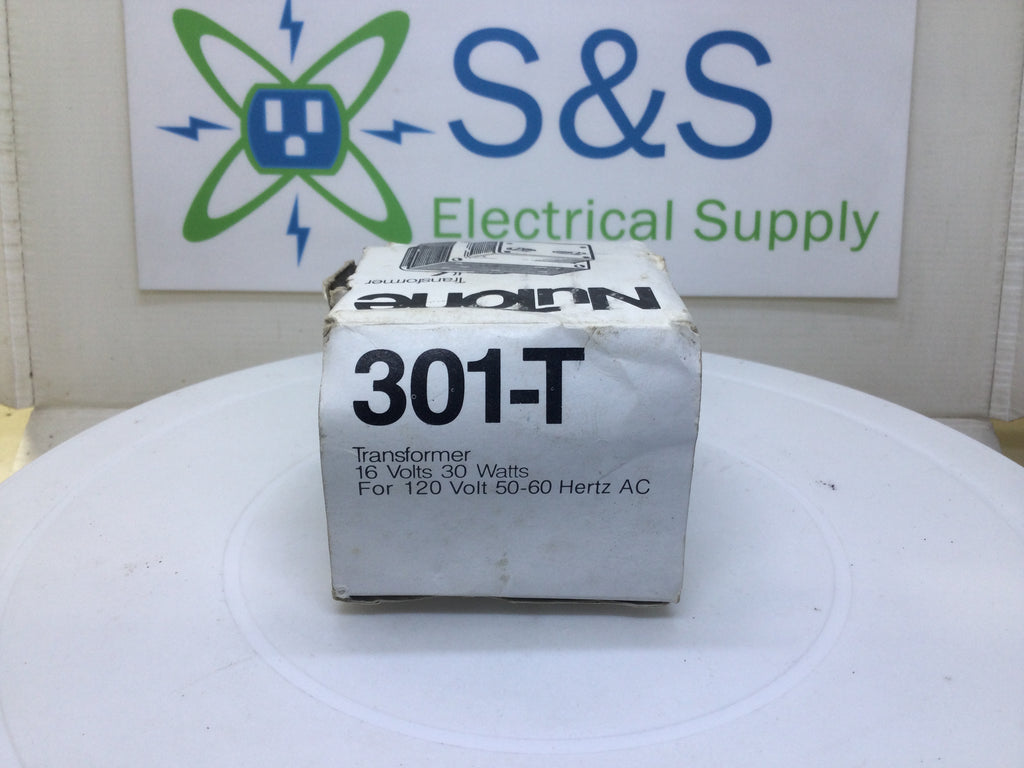 S&S
Electrical Supply
Transformer
NuTone
301-T
Transformer
16 Volts 30 Watts
For 120 Volt 50-60 Hertz AC